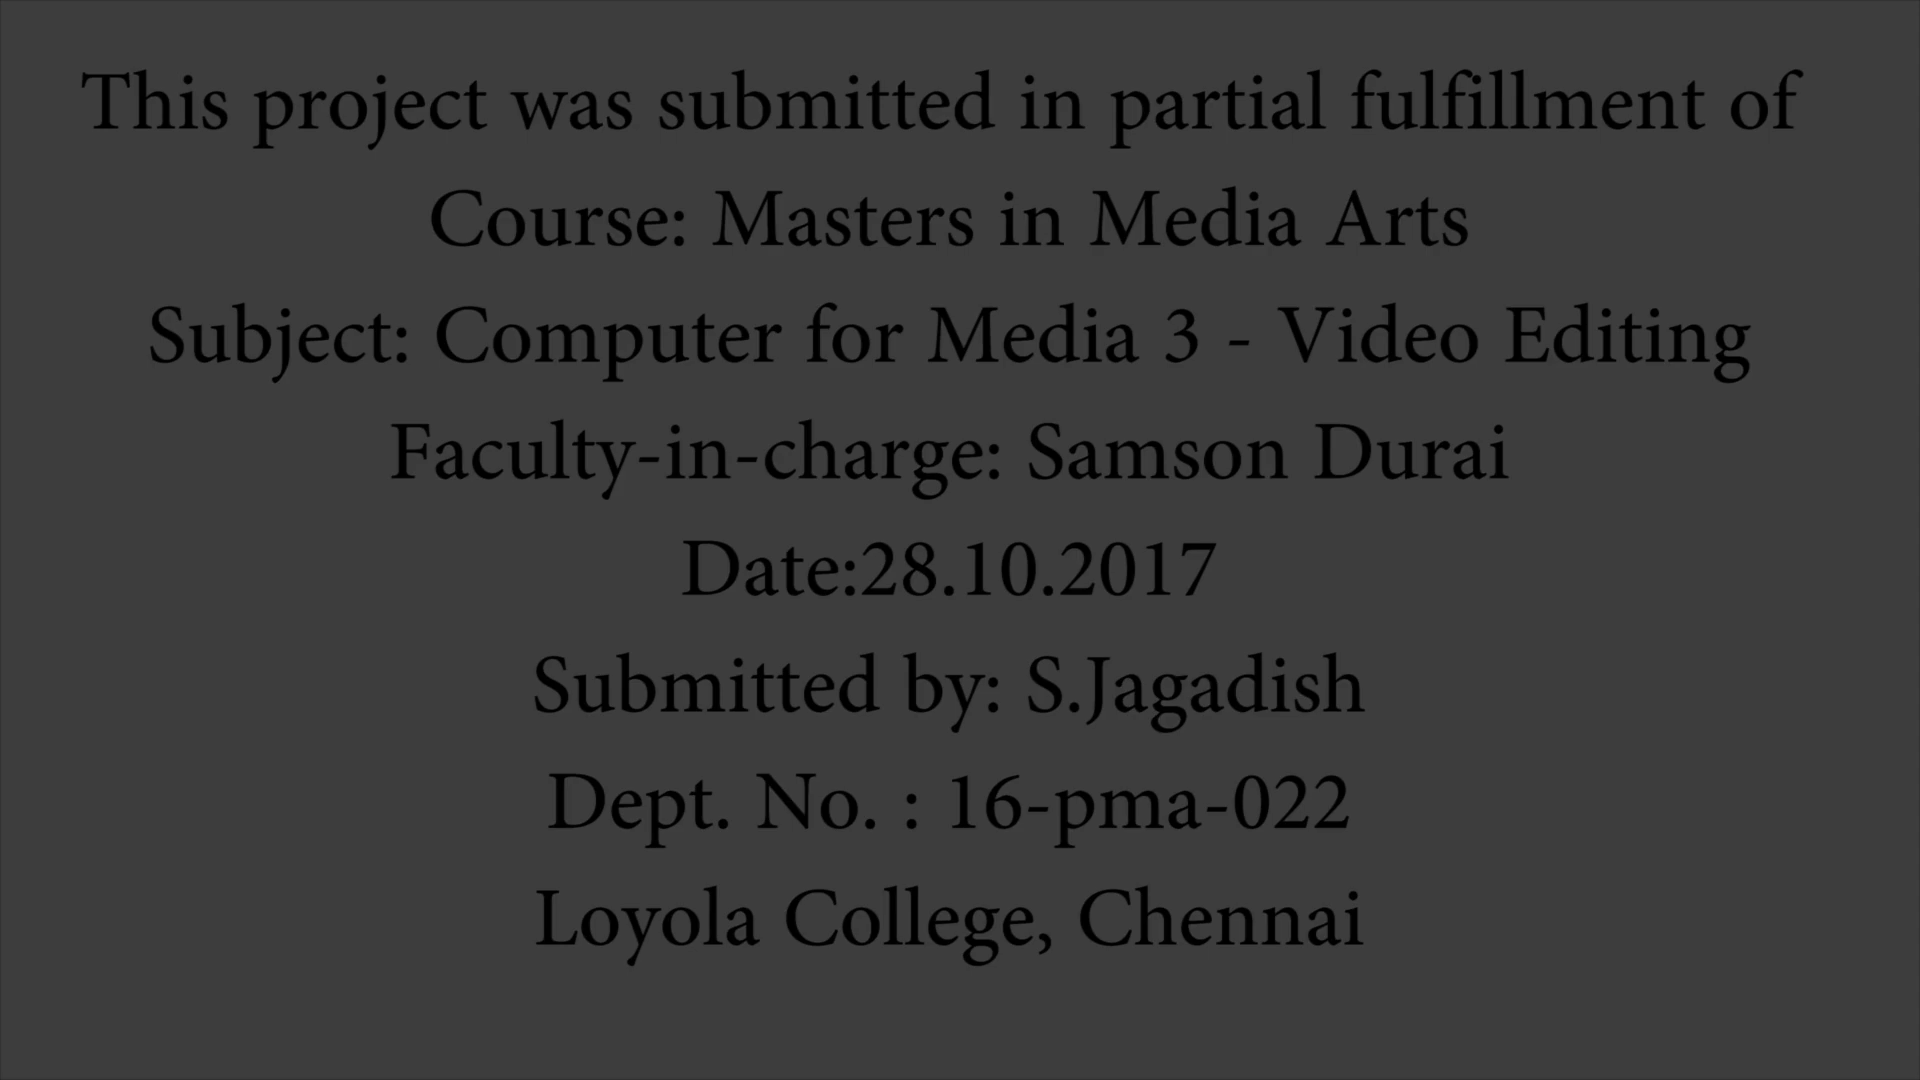 This project was submitted in partial fulfillment of
Course: Masters in Media Arts
Subject: Computer for Media 3 - Video Editing
Faculty-in-charge: Samson Durai
Date:28.10.2017
Submitted by: S.Jagadish
Dept. No. : 16-pma-022
Loyola College, Chennai